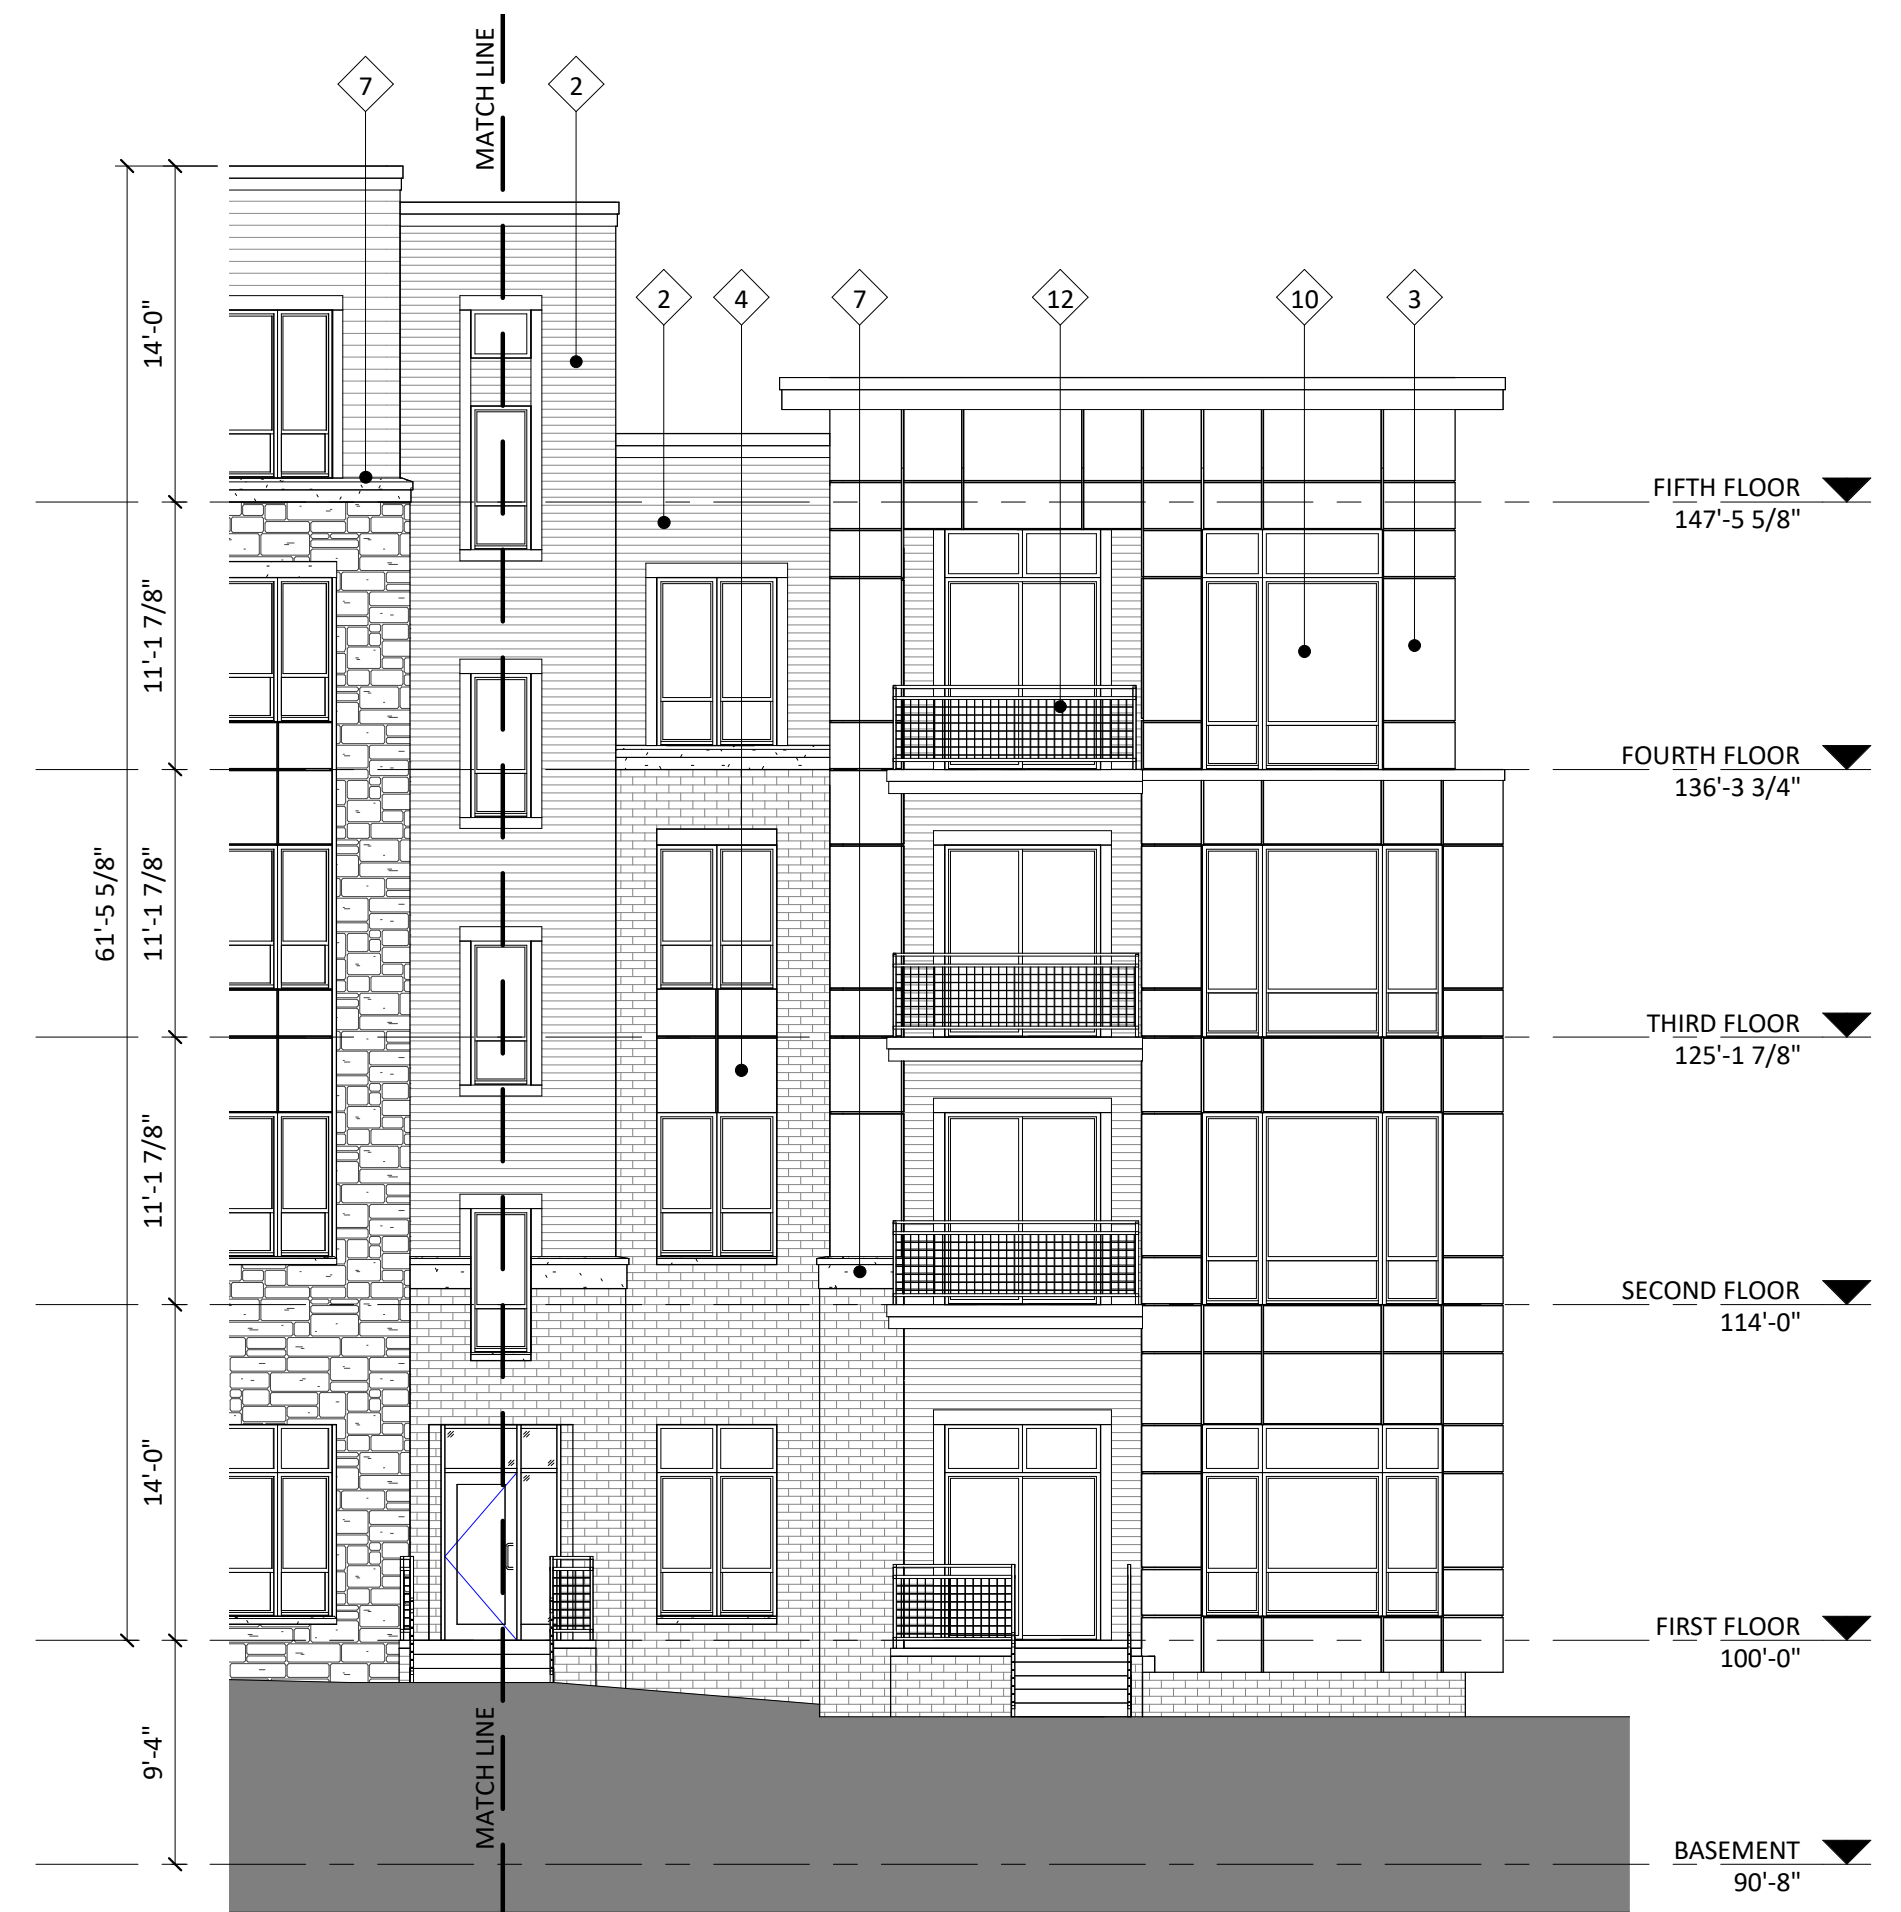 MATCH LINE
7
2
2
4
7
12
10
3
14'-0"
11'-1 7/8"
11'-1 7/8"
11'-1 7/8"
14'-0"
9'-4"
61'-5 5/8"
FIFTH FLOOR
147'-5 5/8"
FOURTH FLOOR
136'-3 3/4"
THIRD FLOOR
125'-1 7/8"
SECOND FLOOR
114'-0"
FIRST FLOOR
100'-0"
MATCH LINE
BASEMENT
90'-8"